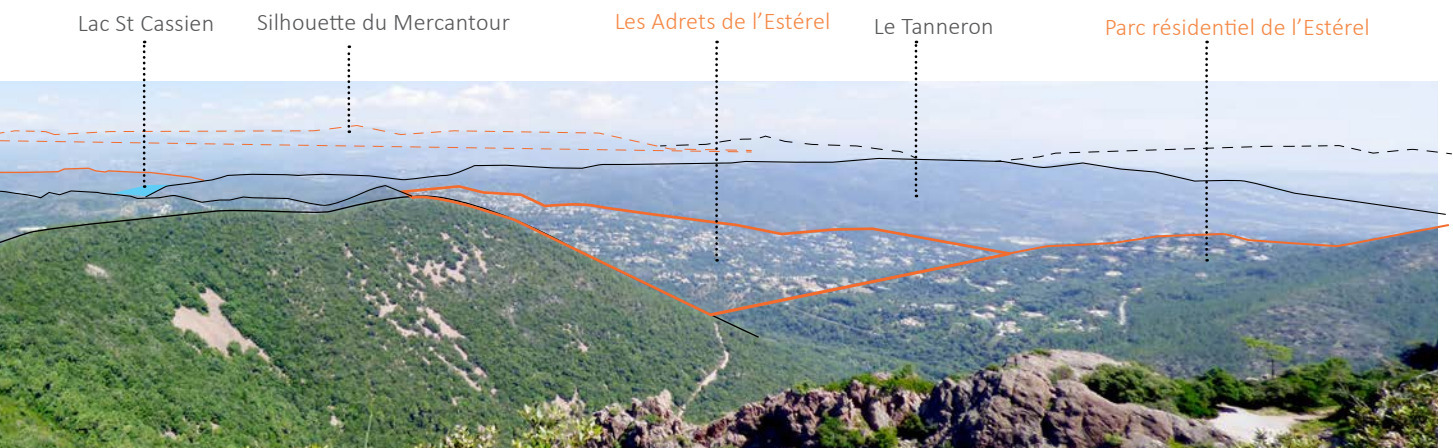 Lac St Cassien
Silhouette du Mercantour
Les Adrets de l'Estérel
Le Tanneron
Parc résidentiel de l'Estérel